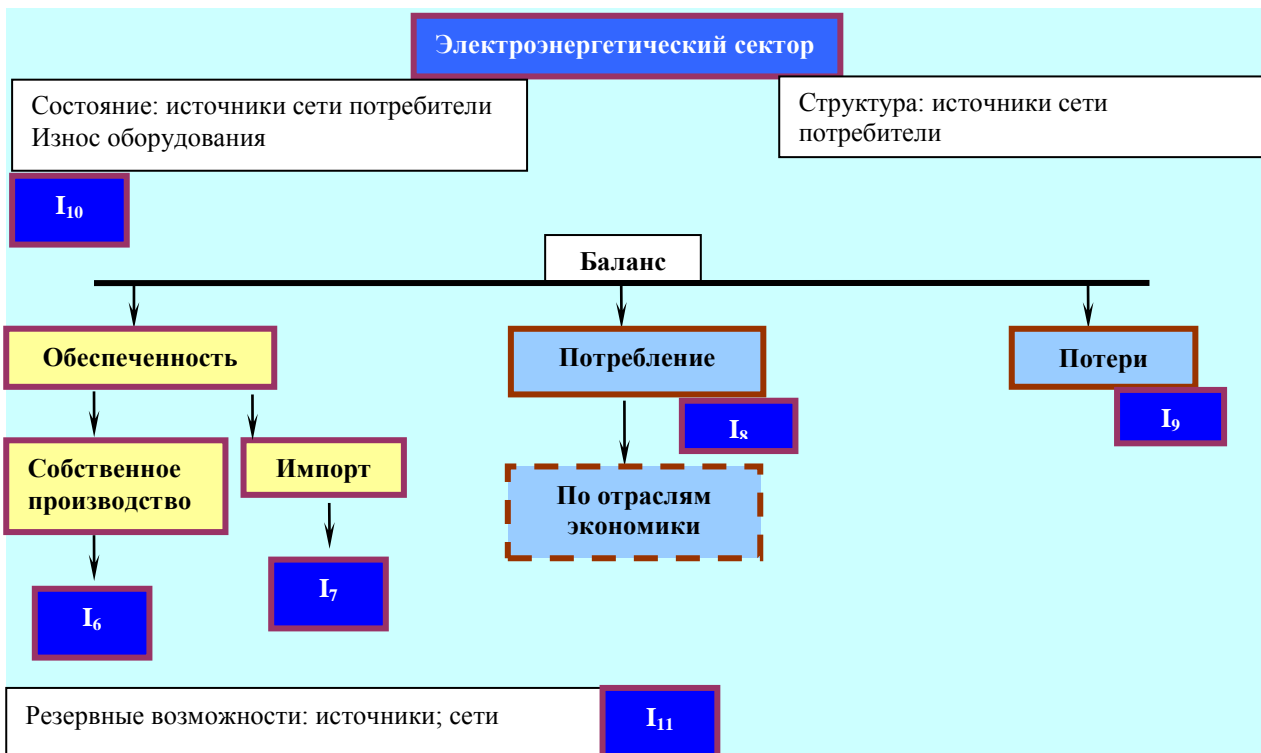 Электроэнергетический сектор
Состояние: источники сети потребители
Износ оборудования
Структура: источники сети
потребители
I₁₀
Баланс
Обеспеченность
Потребление
Потери
I₈
I₉
Собственное
производство
Импорт
По отраслям
экономики
I₆
I₇
Резервные возможности: источники; сети
I₁₁